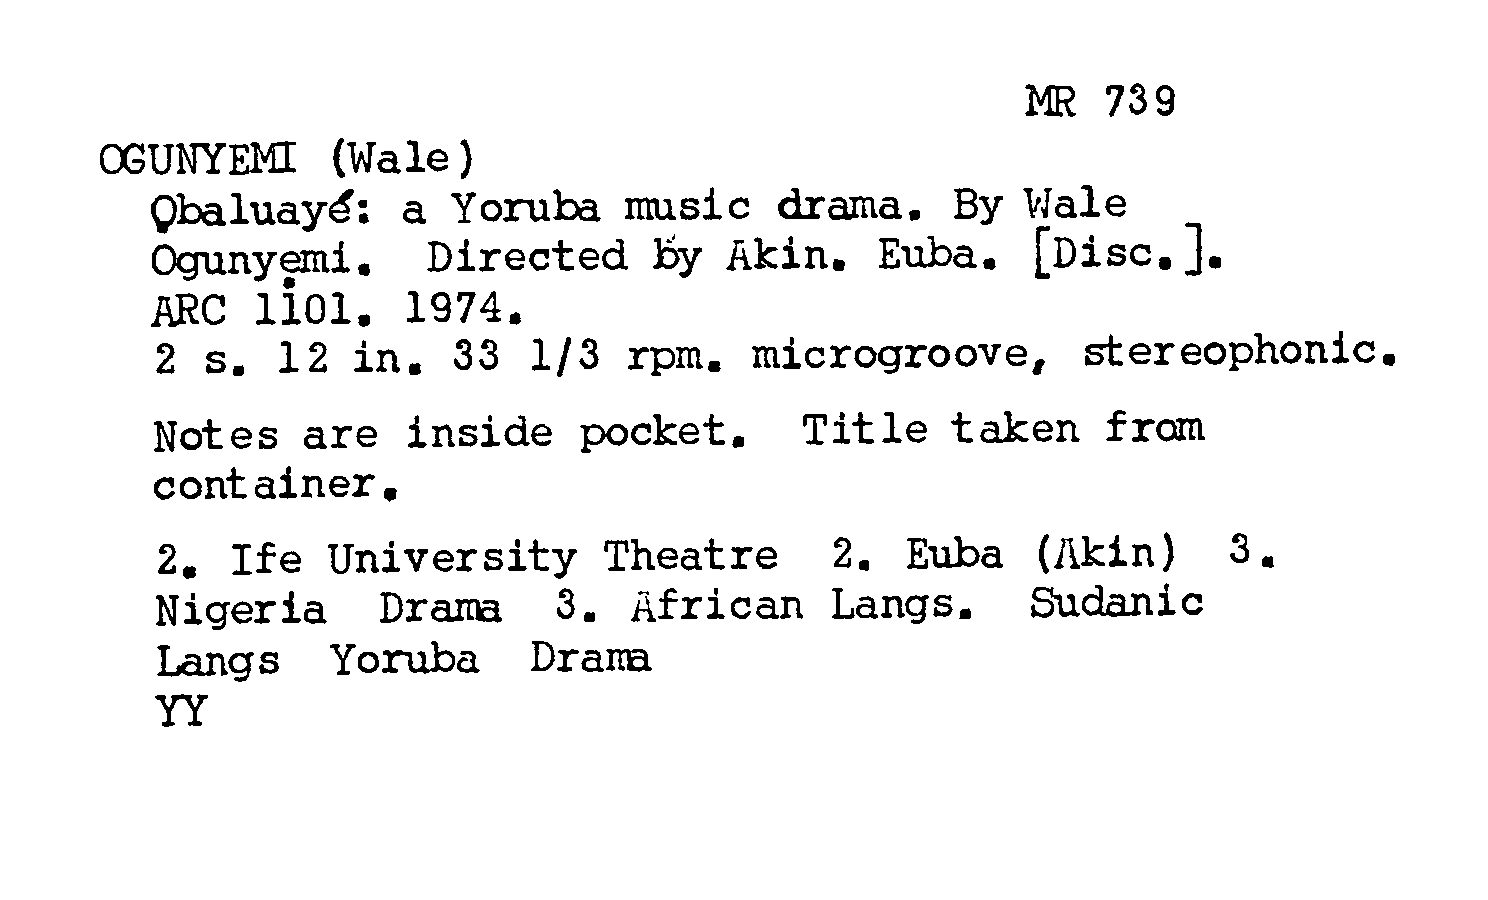 MR 739
OGUNYEMI (Wale)
Ọbaluayé: a Yoruba music drama. By Wale
Ogunyẹmi. Directed by Akin. Euba. [Disc.].
ARC 1101. 1974.
2 s. 12 in. 33 1/3 rpm. microgroove, stereophonic.
Notes are inside pocket. Title taken from
container.
2. Ife University Theatre 2. Euba (Akin) 3.
Nigeria Drama 3. African Langs. Sudanic
Langs Yoruba Drama
YY